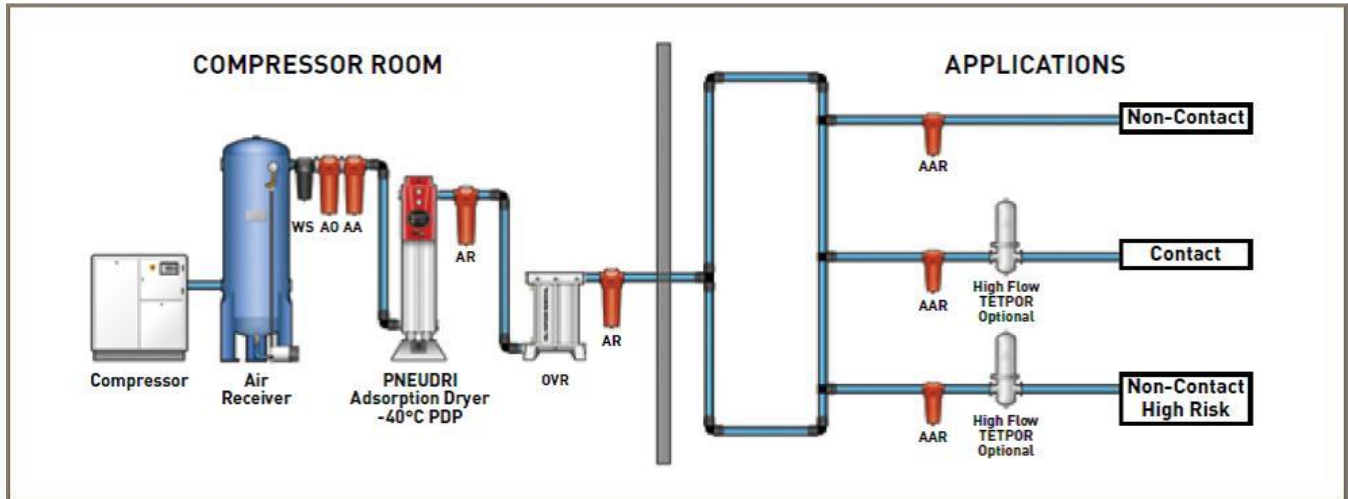 COMPRESSOR ROOM
APPLICATIONS
Non-Contact
AAR
WS AO AA
AR
Contact
AAR
High Flow
TETPOR
Optional
AR
Compressor
Air
Receiver
PNEUDRI
Adsorption Dryer
-40°C PDP
OVR
Non-Contact
High Risk
AAR
High Flow
TETPOR
Optional